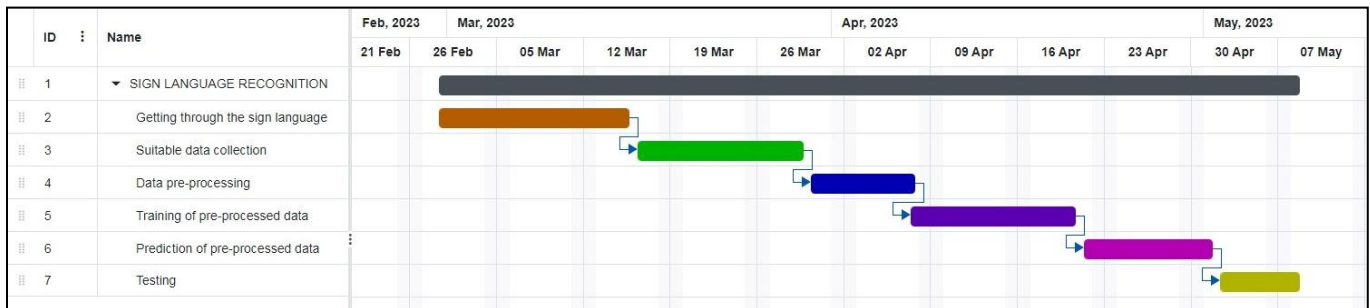 ID Name Feb, 2023 Mar, 2023 Apr, 2023 May, 2023
21 Feb 26 Feb 05 Mar 12 Mar 19 Mar 26 Mar 02 Apr 09 Apr 16 Apr 23 Apr 30 Apr 07 May
1 SIGN LANGUAGE RECOGNITION
2 Getting through the sign language
3 Suitable data collection
4 Data pre-processing
5 Training of pre-processed data
6 Prediction of pre-processed data
7 Testing